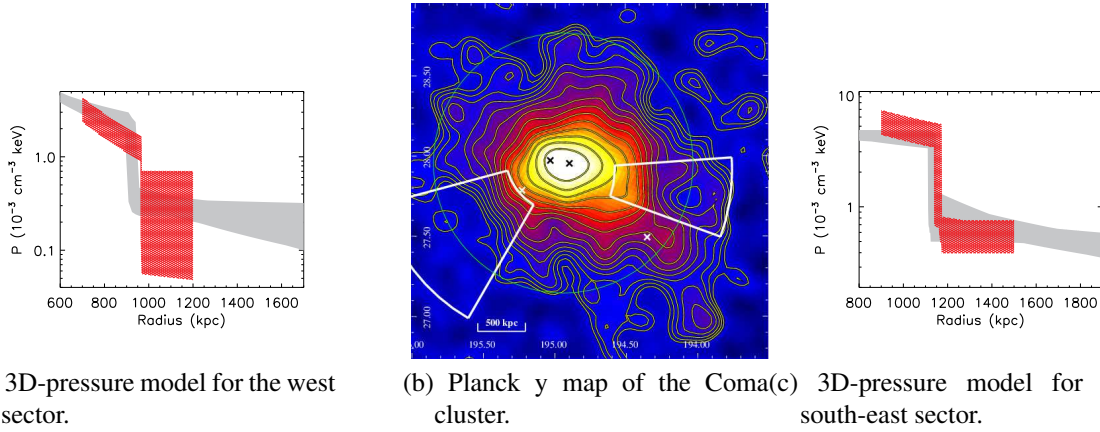 1.0
0.1
P (10⁻³ cm⁻³ keV)
600 800 1000 1200 1400 1600
Radius (kpc)
3D-pressure model for the west
sector.
28.50
28.00
27.50
27.00
500 kpc
.00 195.50 195.00 194.50 194.00
(b) Planck y map of the Coma
cluster.
10
1
P (10⁻³ cm⁻³ keV)
800 1000 1200 1400 1600 1800
Radius (kpc)
(c) 3D-pressure model for
south-east sector.